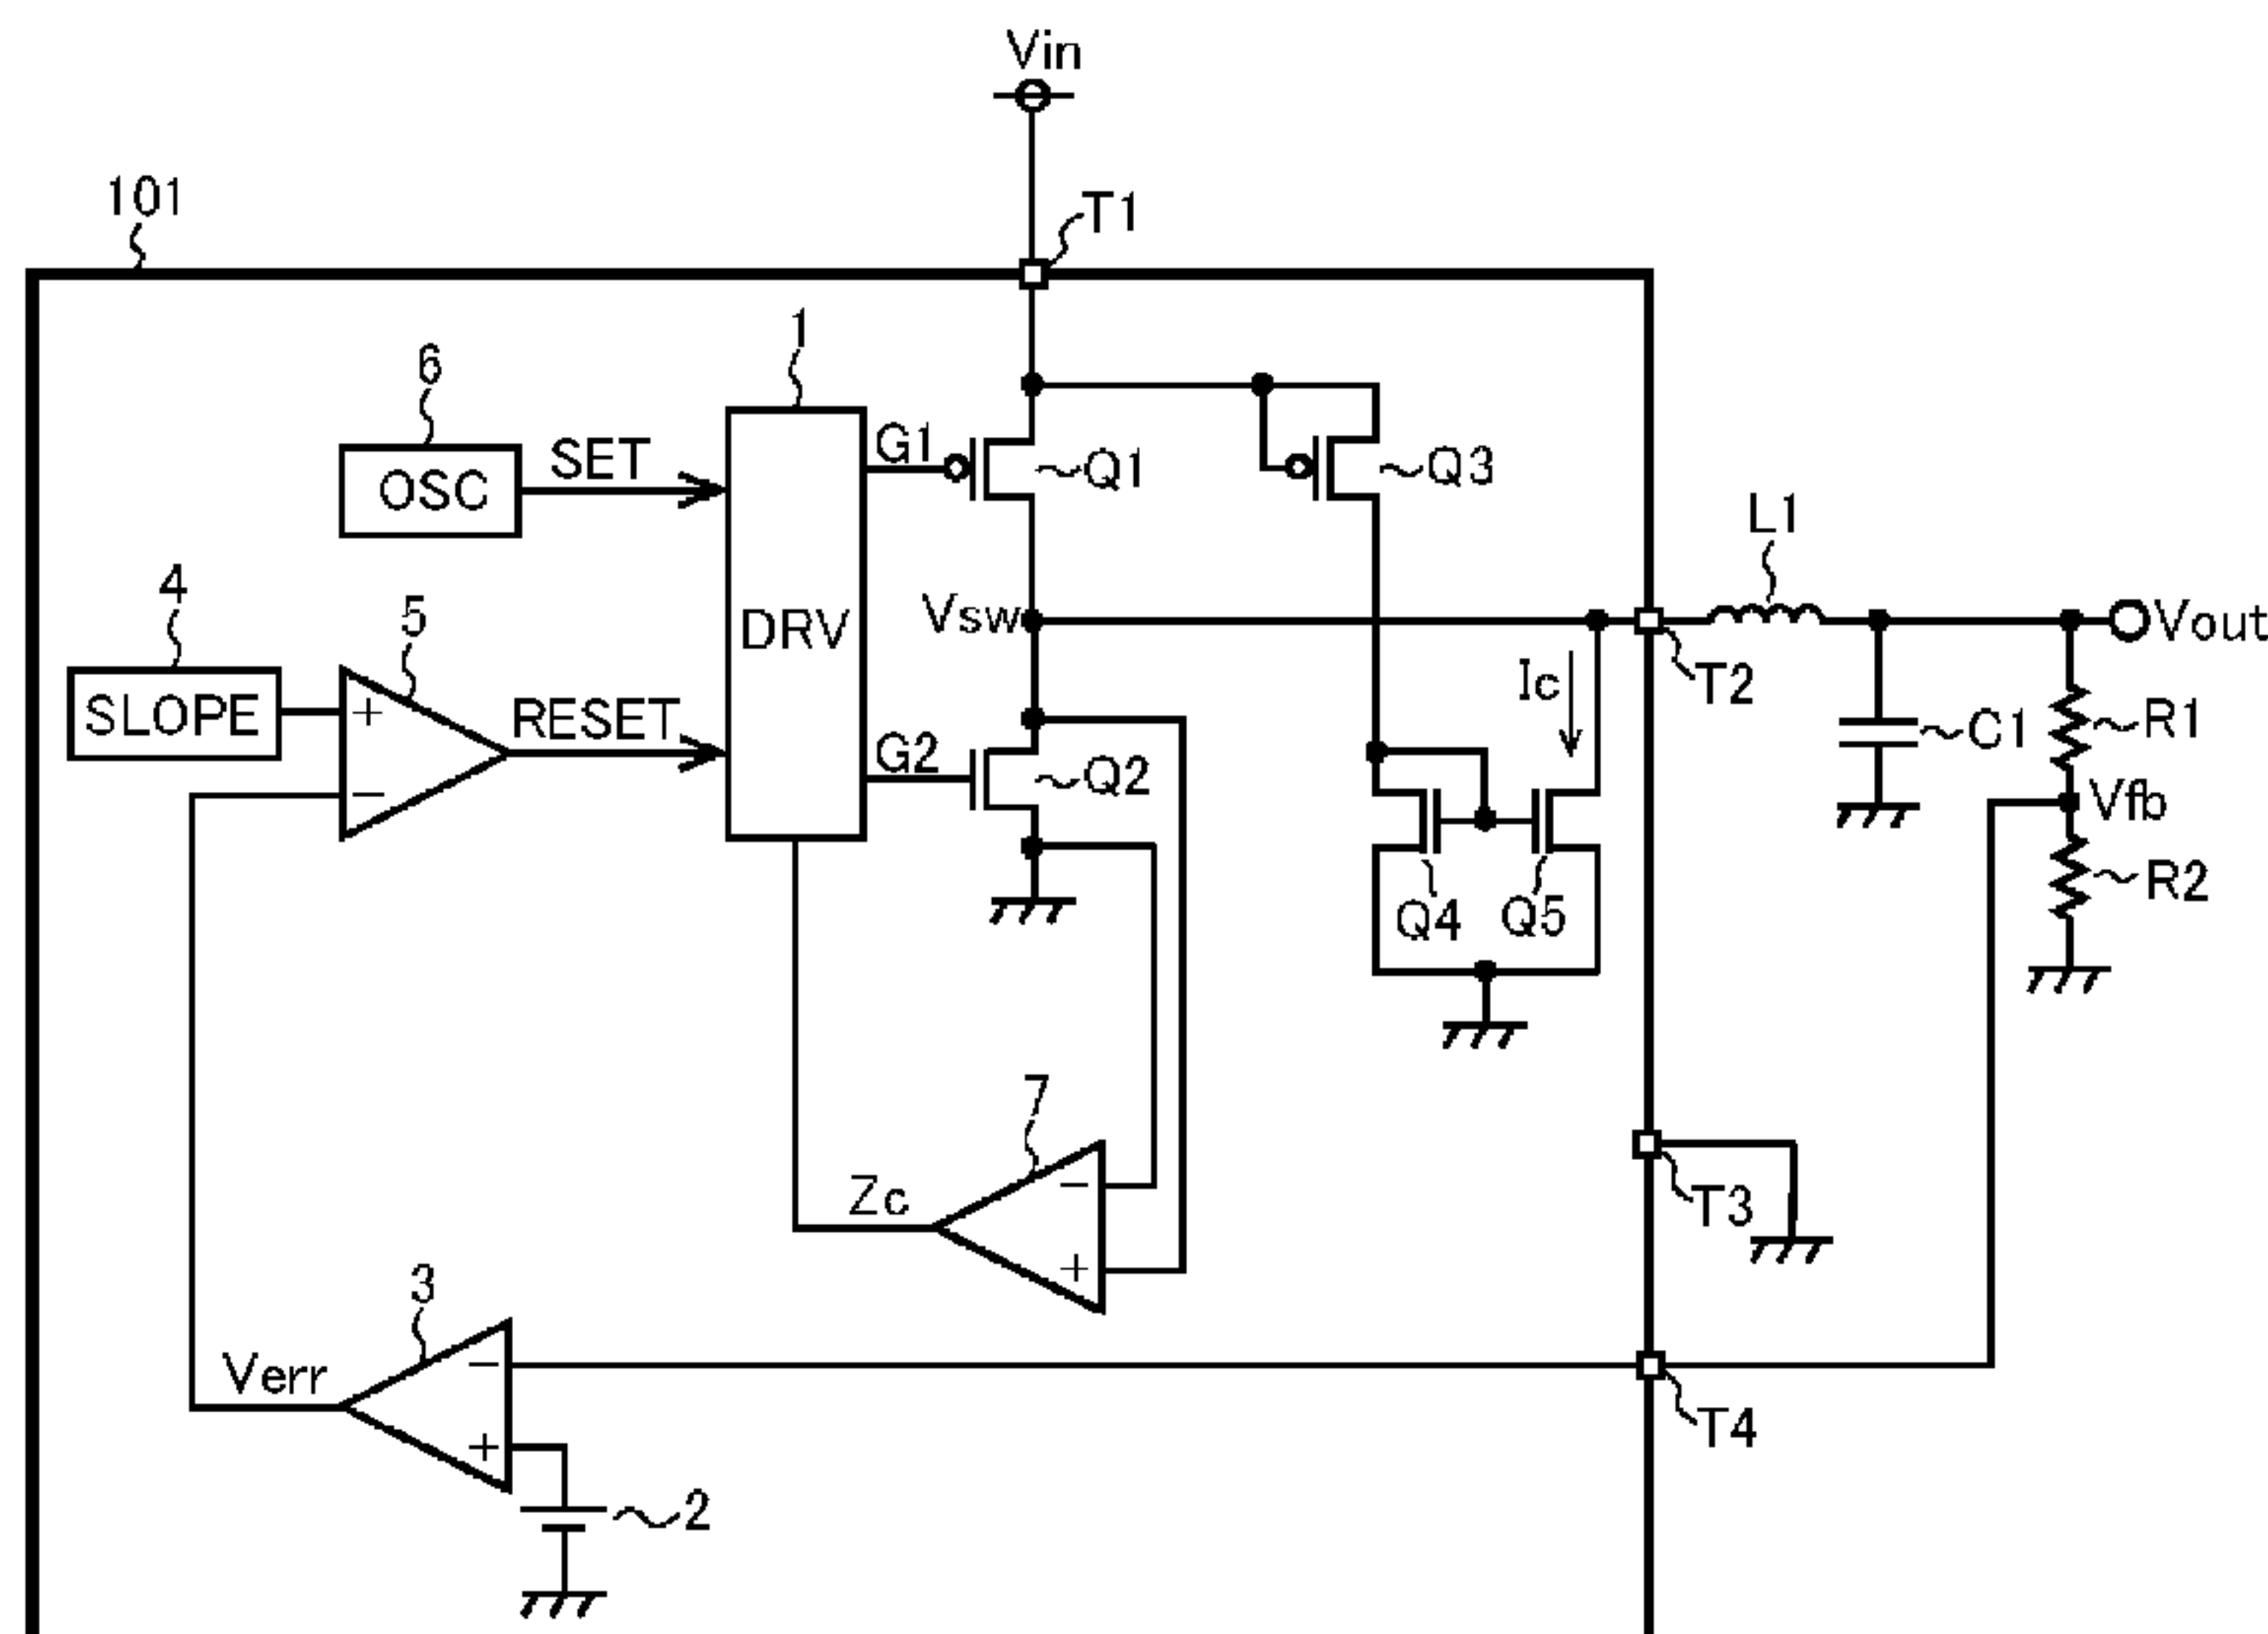 Vin
101
T1
1
6
G1
Q1
Q3
SET
OSC
L1
4
5
Vsw
DRV
Vout
Ic
T2
SLOPE
+
RESET
G2
Q2
C1
R1
−
Vfb
Q4
Q5
R2
7
Zc
−
+
T3
3
Verr
−
+
T4
2